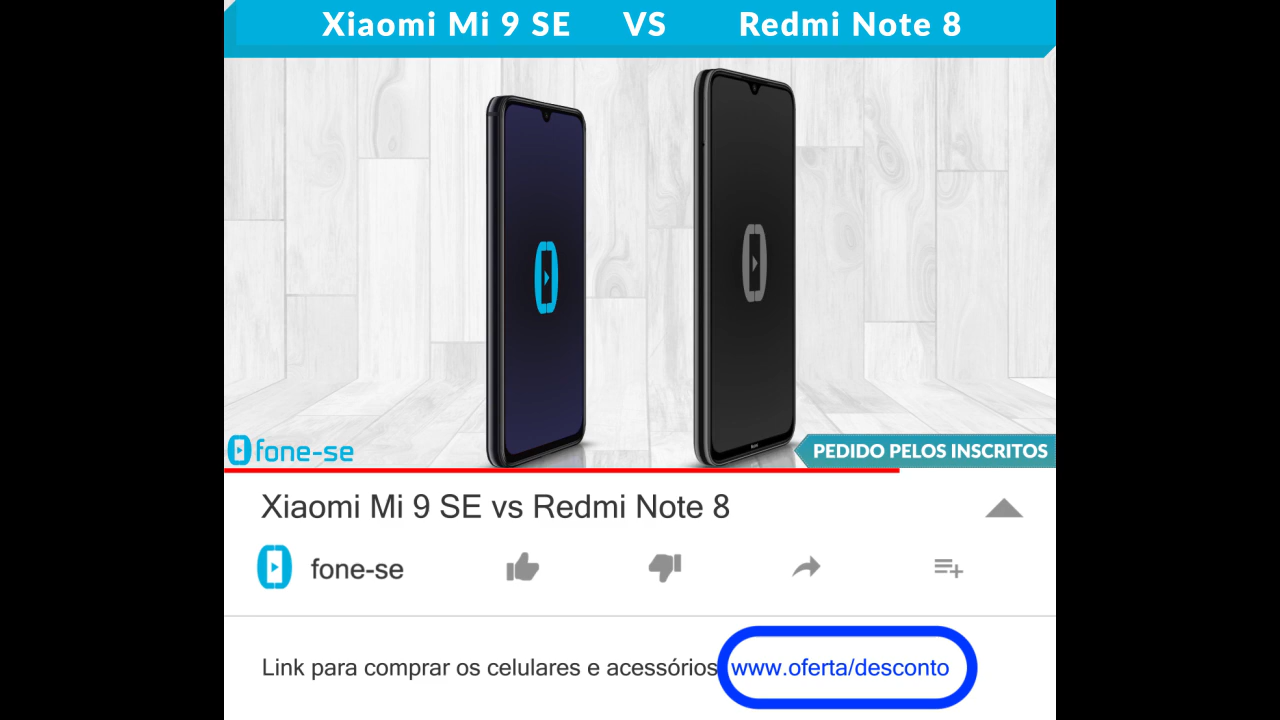 Xiaomi Mi 9 SE VS Redmi Note 8
fone-se
PEDIDO PELOS INSCRITOS
Xiaomi Mi 9 SE vs Redmi Note 8
fone-se
Link para comprar os celulares e acessórios www.oferta/desconto